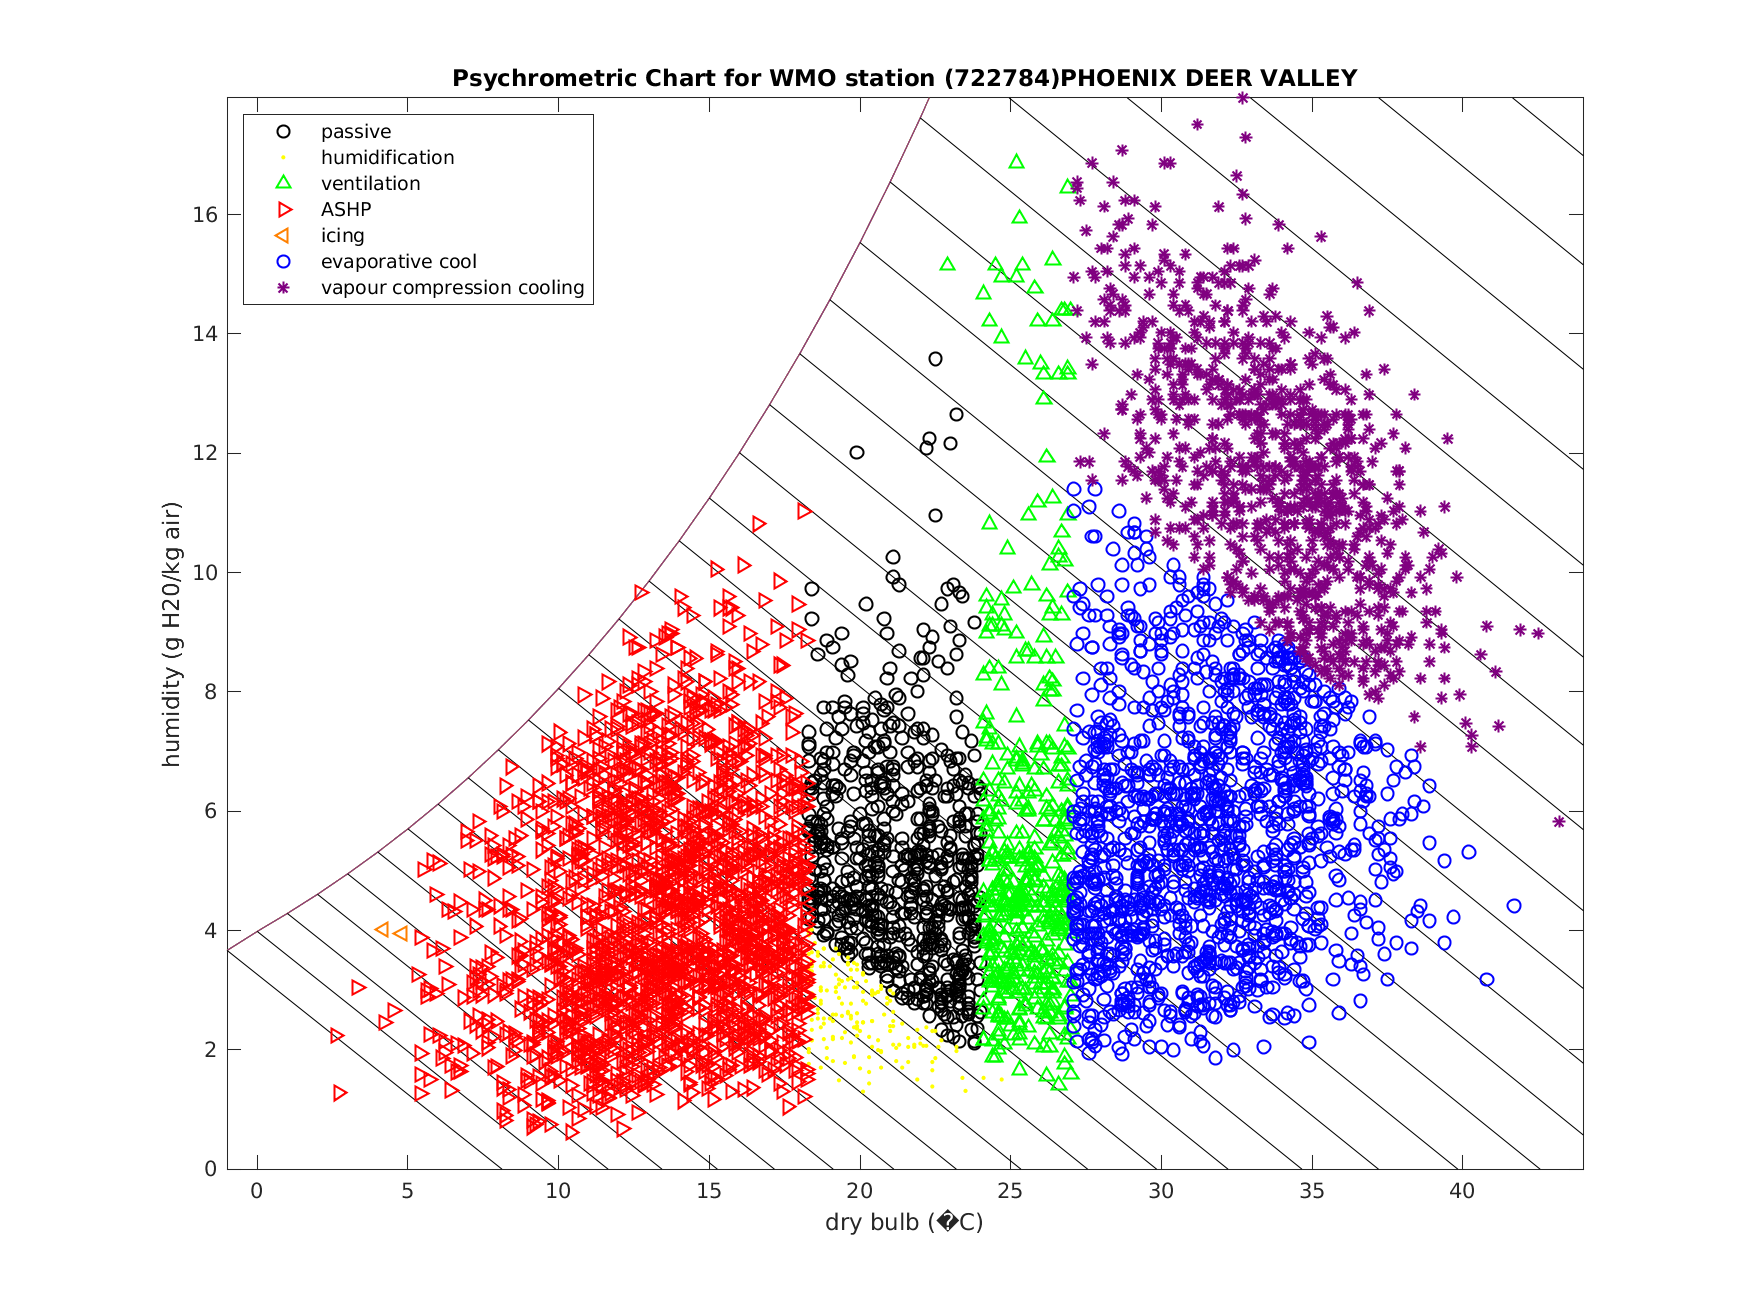 Psychrometric Chart for WMO station (722784)PHOENIX DEER VALLEY
passive
humidification
ventilation
ASHP
icing
evaporative cool
vapour compression cooling
humidity (g H20/kg air)
16
14
12
10
8
6
4
2
0
0 5 10 15 20 25 30 35 40
dry bulb (�C)